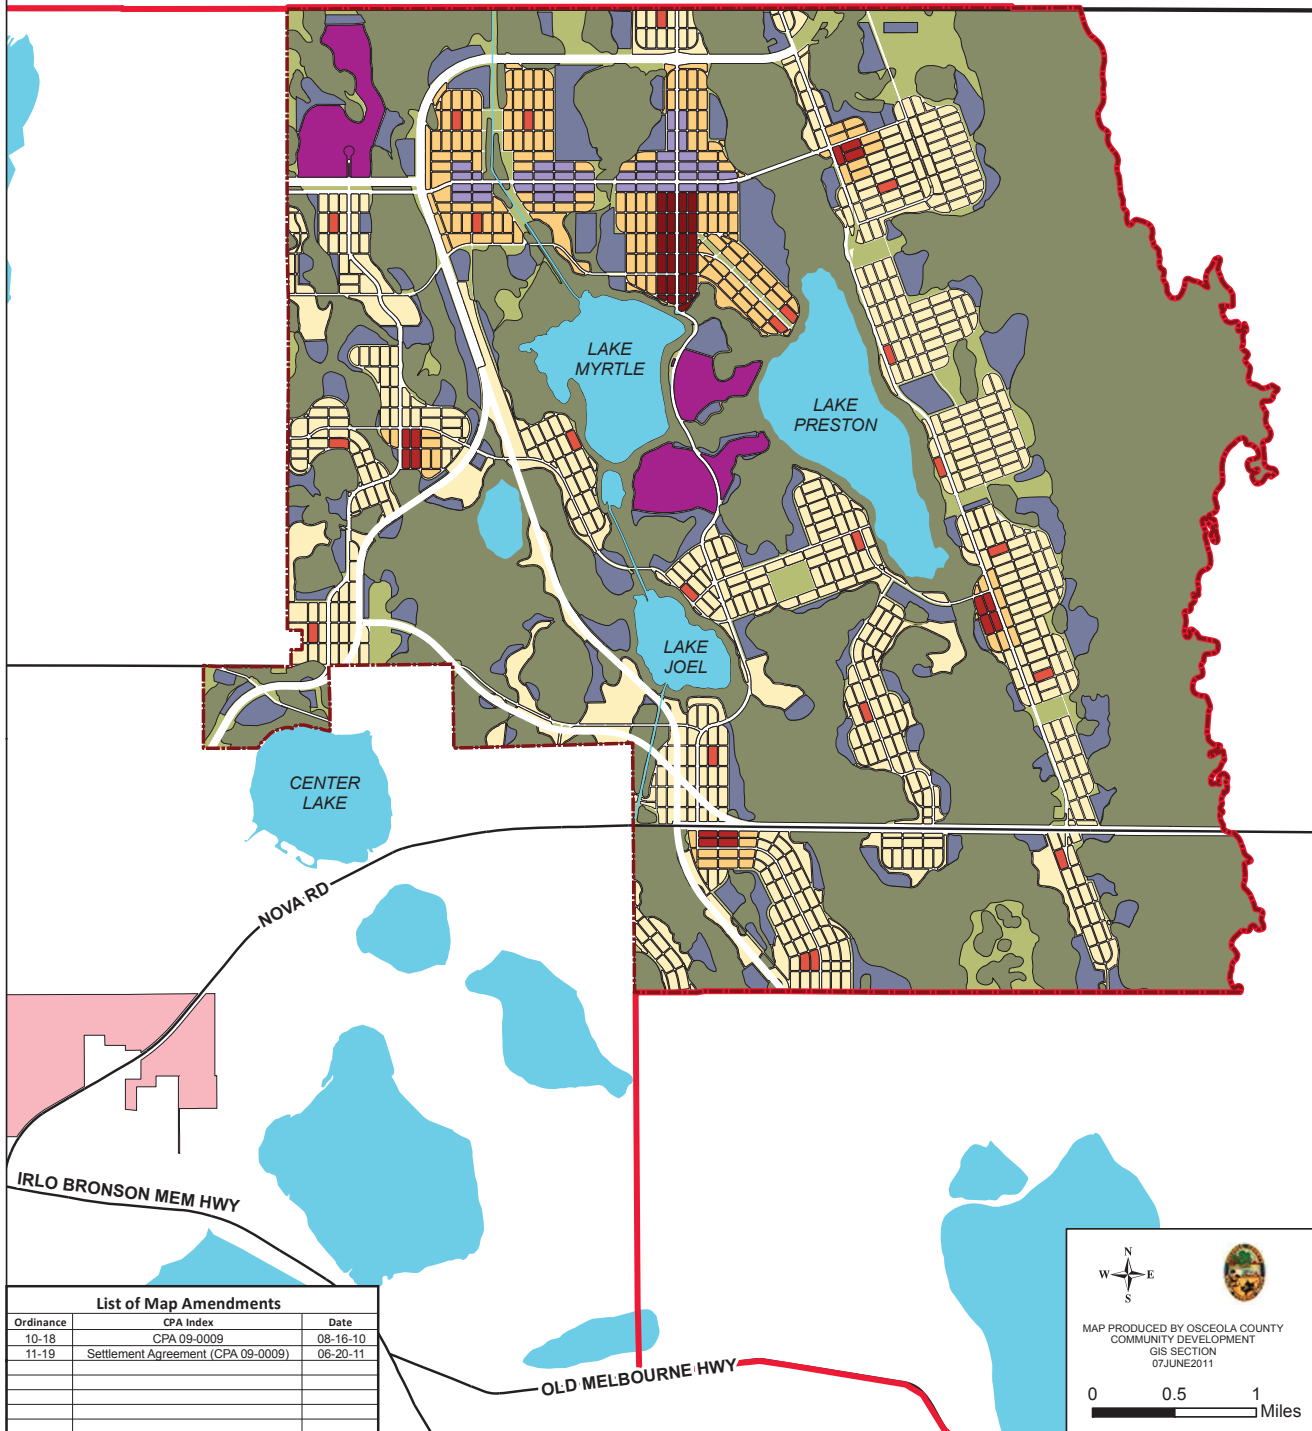 LAKE
MYRTLE
LAKE
PRESTON
LAKE
JOEL
CENTER
LAKE
NOVA RD
IRLO BRONSON MEM HWY
OLD MELBOURNE HWY
List of Map Amendments
Ordinance CPA Index Date
10-18 CPA 09-0009 08-16-10
11-19 Settlement Agreement (CPA 09-0009) 06-20-11
N
W E
S
MAP PRODUCED BY OSCEOLA COUNTY
COMMUNITY DEVELOPMENT
GIS SECTION
07JUNE2011
0 0.5 1
Miles